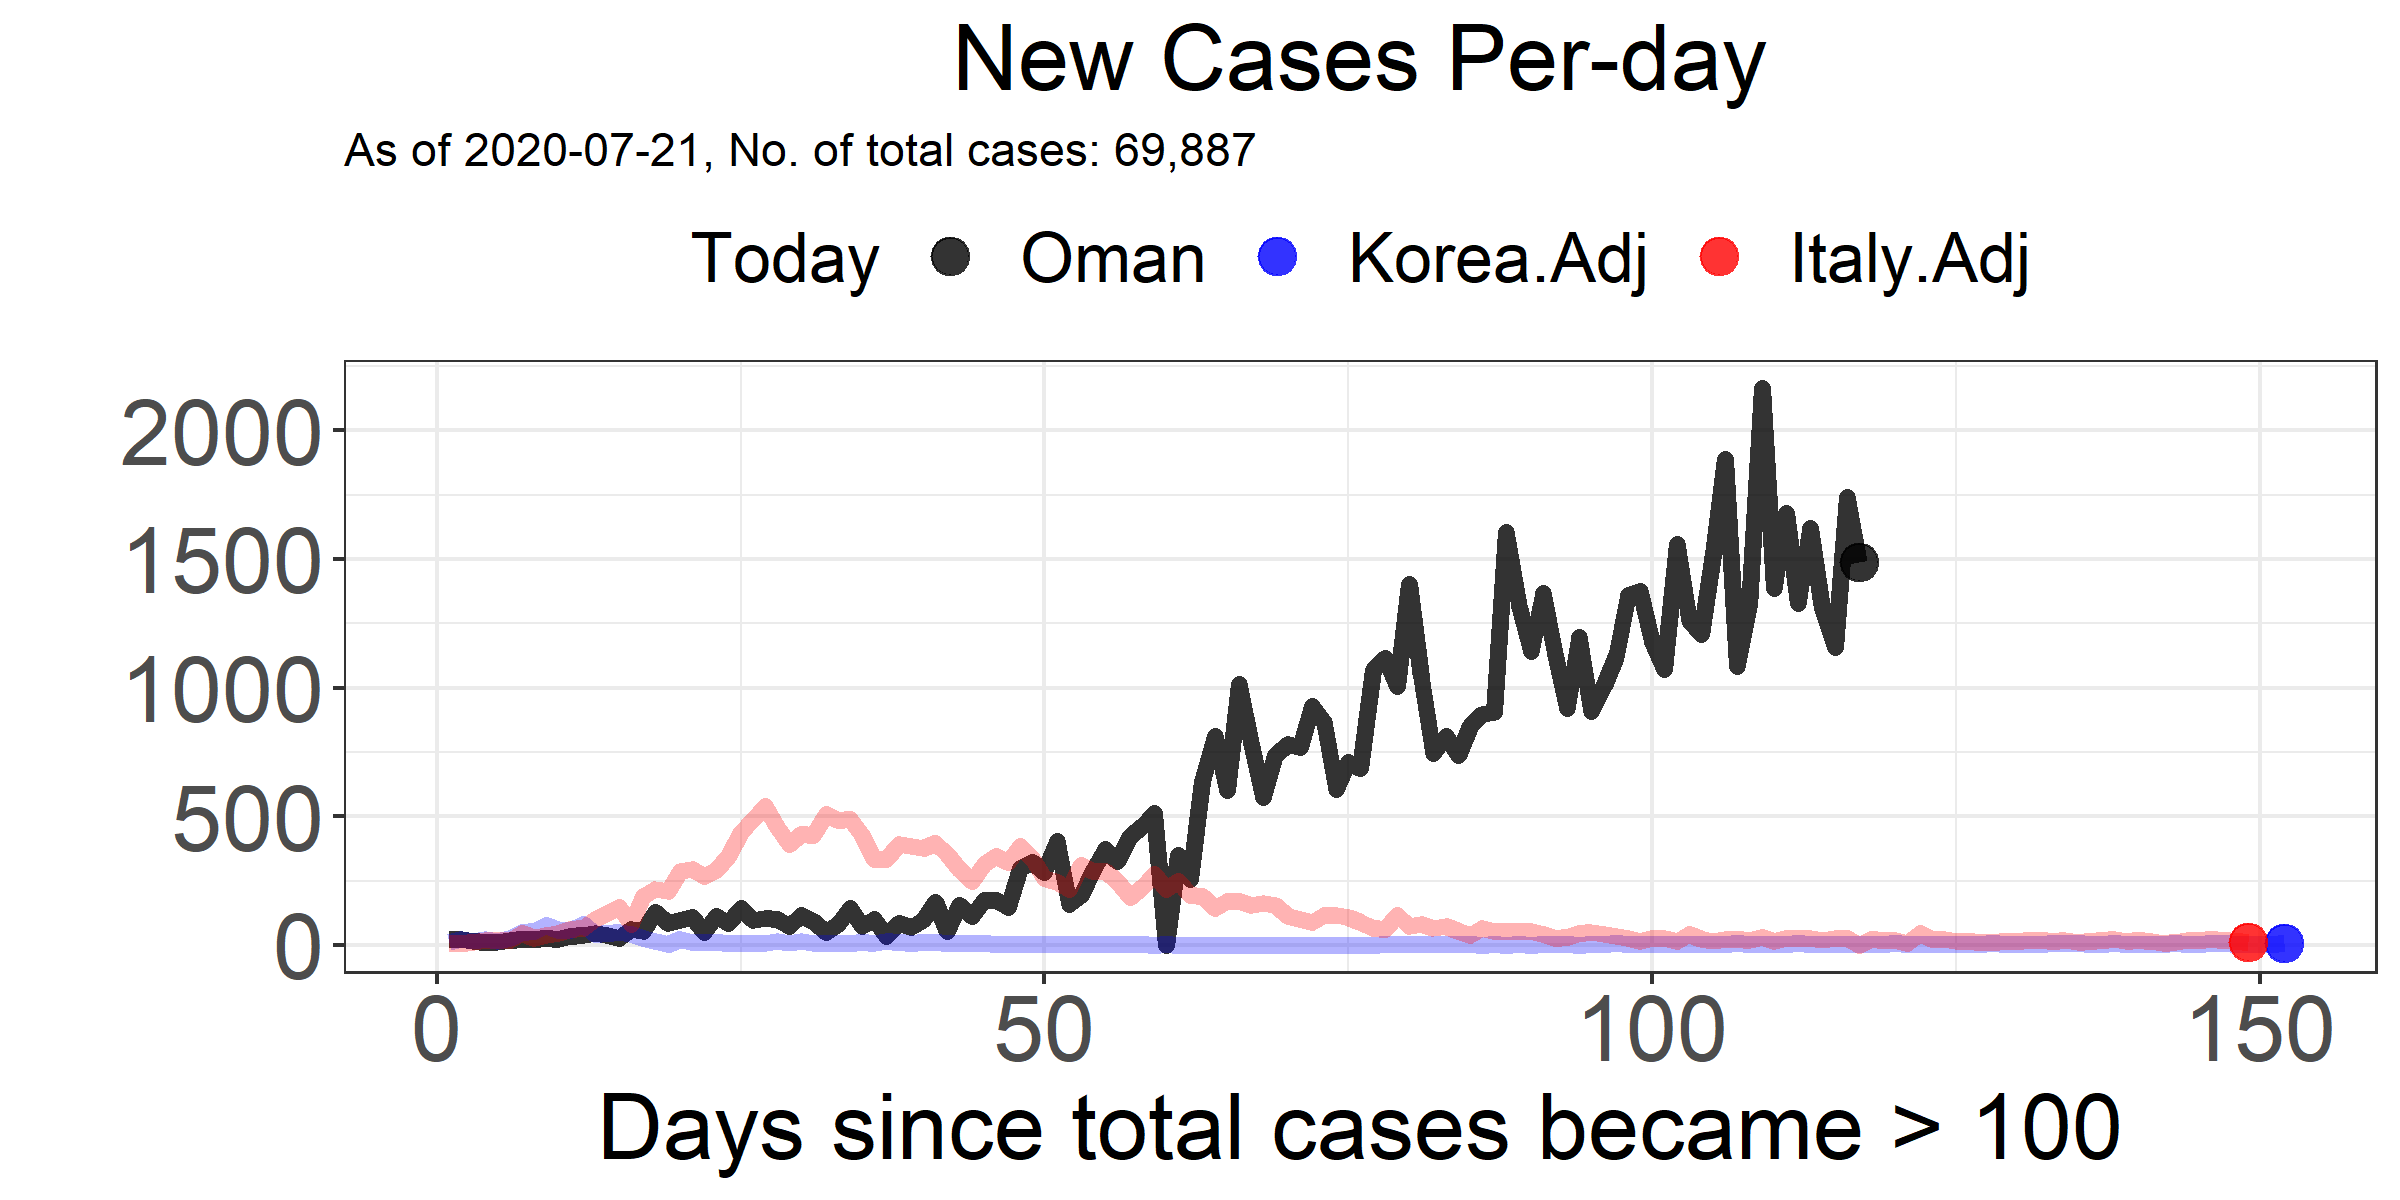 New Cases Per-day
As of 2020-07-21, No. of total cases: 69,887
Today Oman Korea.Adj Italy.Adj
2000
1500
1000
500
0
0 50 100 150
Days since total cases became > 100